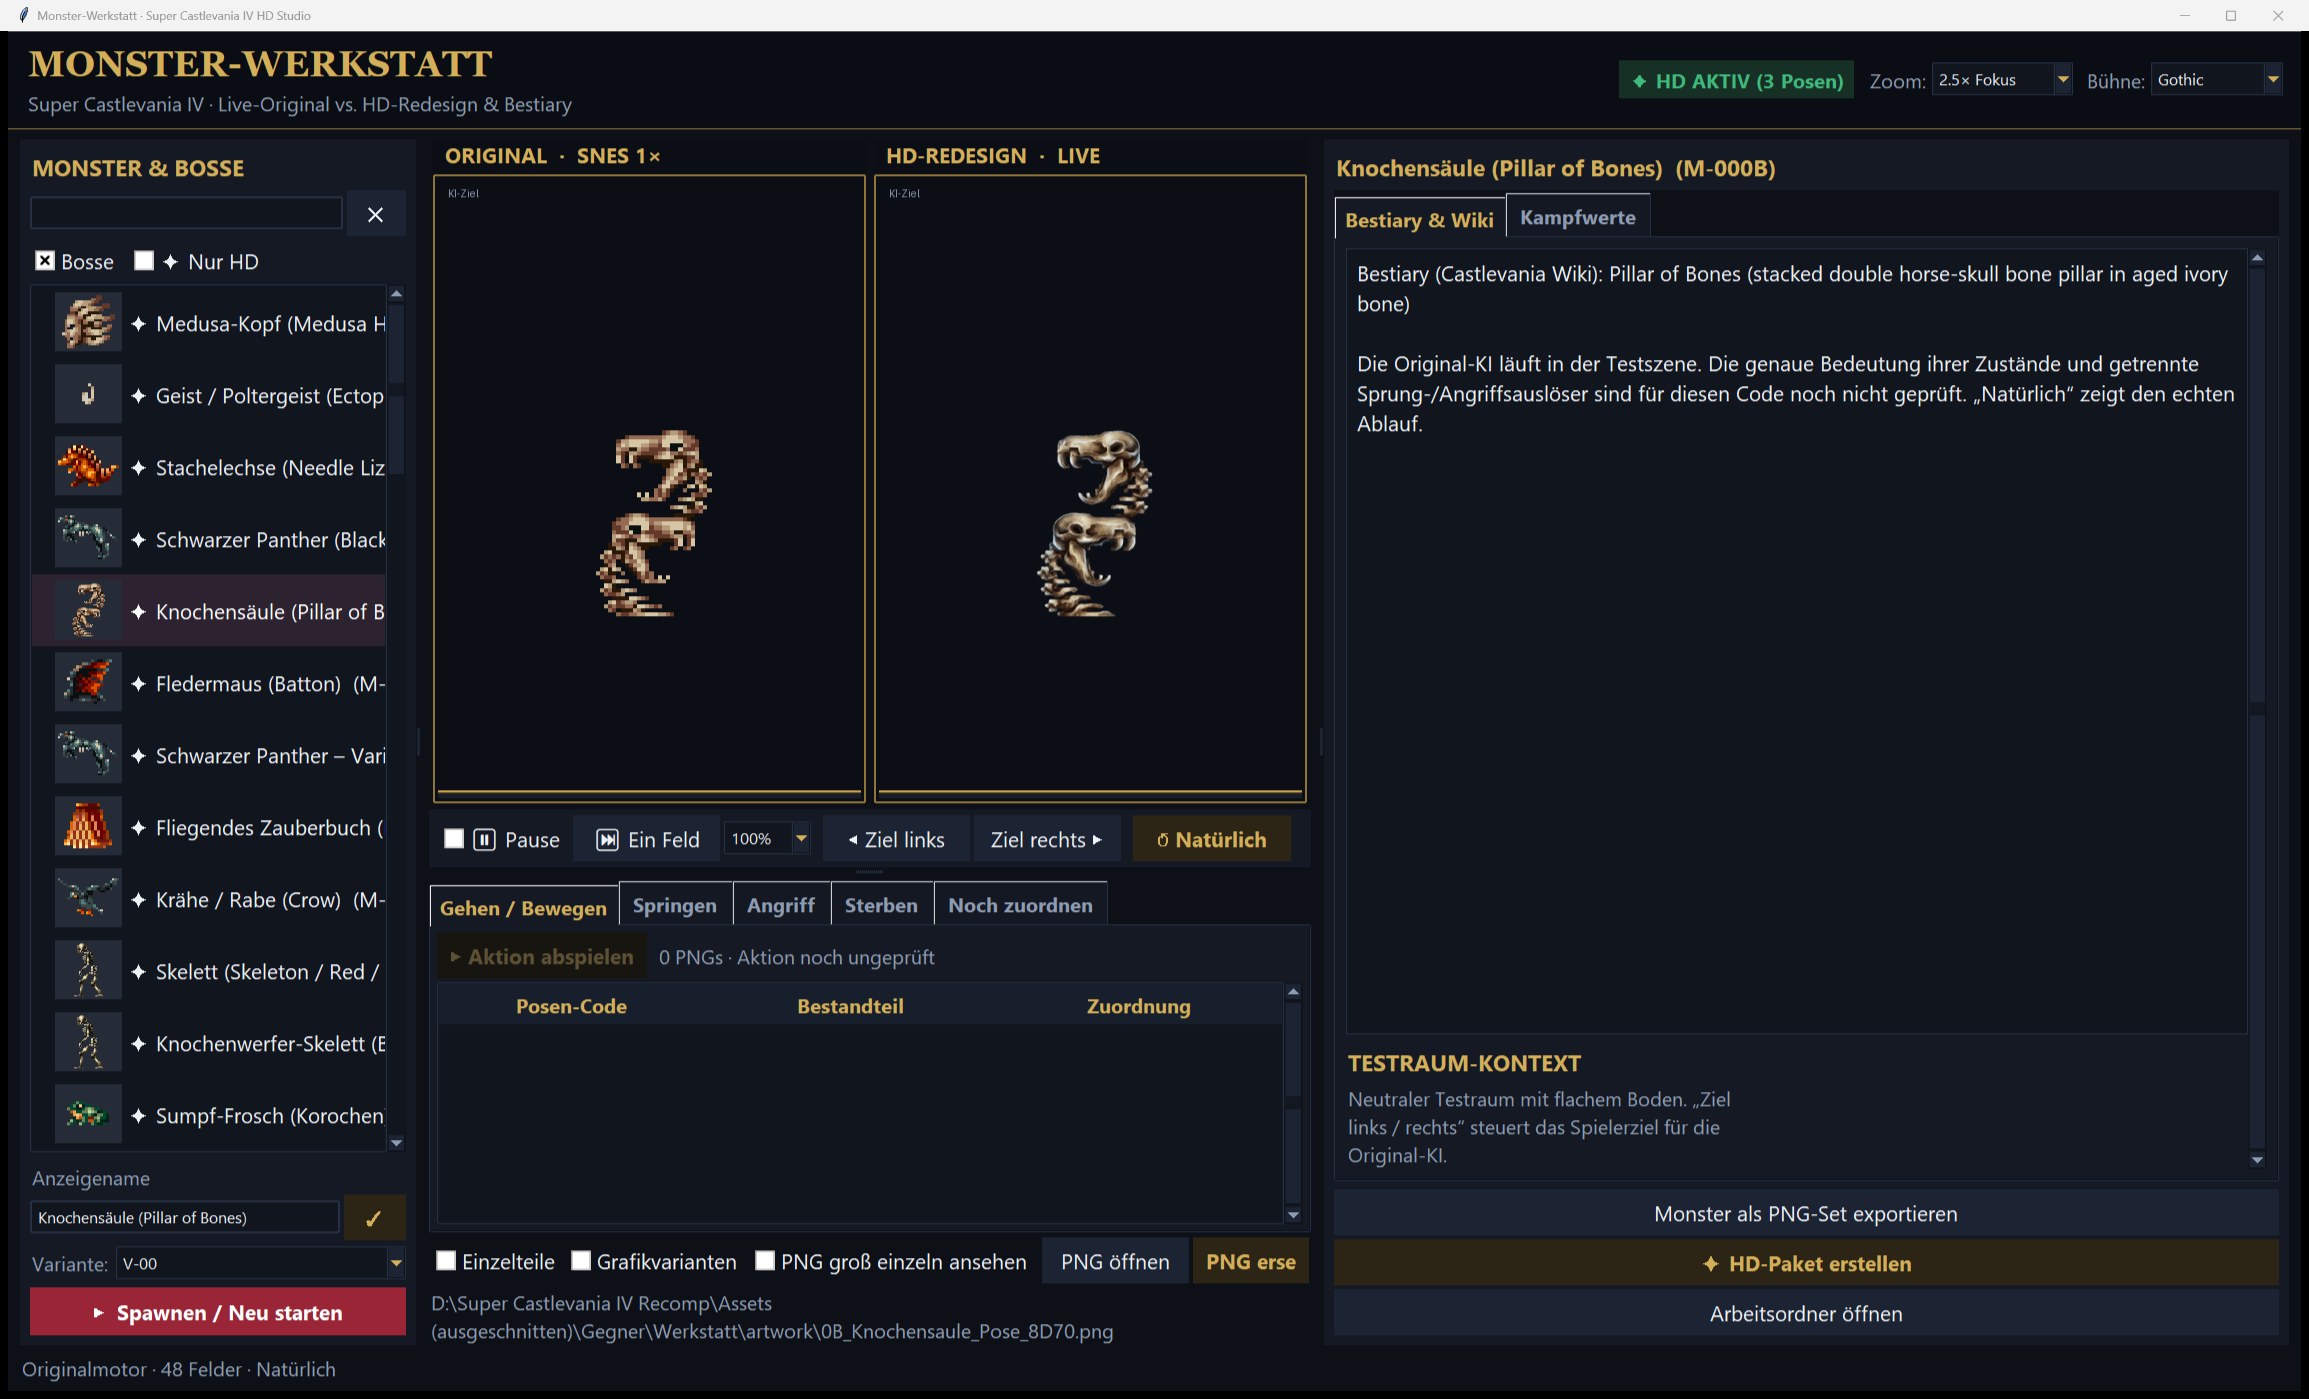 Monster-Werkstatt · Super Castlevania IV HD Studio
MONSTER-WERKSTATT
Super Castlevania IV · Live-Original vs. HD-Redesign & Bestiary
✦ HD AKTIV (3 Posen)
Zoom:
2.5× Fokus
Bühne:
Gothic
MONSTER & BOSSE
Bosse
✦ Nur HD
✦ Medusa-Kopf (Medusa H
✦ Geist / Poltergeist (Ectop
✦ Stachelechse (Needle Liz
✦ Schwarzer Panther (Black
✦ Knochensäule (Pillar of B
✦ Fledermaus (Batton) (M-
✦ Schwarzer Panther – Vari
✦ Fliegendes Zauberbuch (
✦ Krähe / Rabe (Crow) (M-
✦ Skelett (Skeleton / Red /
✦ Knochenwerfer-Skelett (B
✦ Sumpf-Frosch (Korochen
Anzeigename
Knochensäule (Pillar of Bones)
✓
Variante:
V-00
▶ Spawnen / Neu starten
Originalmotor · 48 Felder · Natürlich
ORIGINAL · SNES 1×
KI-Ziel
HD-REDESIGN · LIVE
KI-Ziel
Pause
Ein Feld
100%
◂ Ziel links
Ziel rechts ▸
↺ Natürlich
Gehen / Bewegen
Springen
Angriff
Sterben
Noch zuordnen
▶ Aktion abspielen
0 PNGs · Aktion noch ungeprüft
Posen-Code
Bestandteil
Zuordnung
Einzelteile
Grafikvarianten
PNG groß einzeln ansehen
PNG öffnen
PNG erse
D:\Super Castlevania IV Recomp\Assets
(ausgeschnitten)\Gegner\Werkstatt\artwork\0B_Knochensaule_Pose_8D70.png
Knochensäule (Pillar of Bones) (M-000B)
Bestiary & Wiki
Kampfwerte
Bestiary (Castlevania Wiki): Pillar of Bones (stacked double horse-skull bone pillar in aged ivory
bone)
Die Original-KI läuft in der Testszene. Die genaue Bedeutung ihrer Zustände und getrennte
Sprung-/Angriffsauslöser sind für diesen Code noch nicht geprüft. „Natürlich“ zeigt den echten
Ablauf.
TESTRAUM-KONTEXT
Neutraler Testraum mit flachem Boden. „Ziel
links / rechts“ steuert das Spielerziel für die
Original-KI.
Monster als PNG-Set exportieren
✦ HD-Paket erstellen
Arbeitsordner öffnen